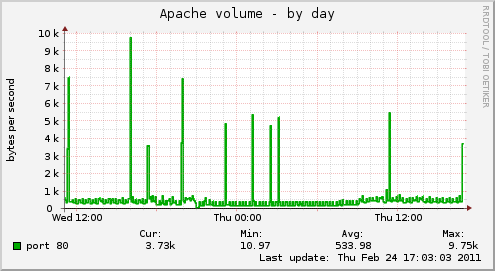 Apache volume - by day
RRDTOOL / TOBI OETIKER
bytes per second
10 k
9 k
8 k
7 k
6 k
5 k
4 k
3 k
2 k
1 k
0
Wed 12:00 Thu 00:00 Thu 12:00
Cur: Min: Avg: Max:
port 80 3.73k 10.97 533.98 9.75k
Last update: Thu Feb 24 17:03:03 2011